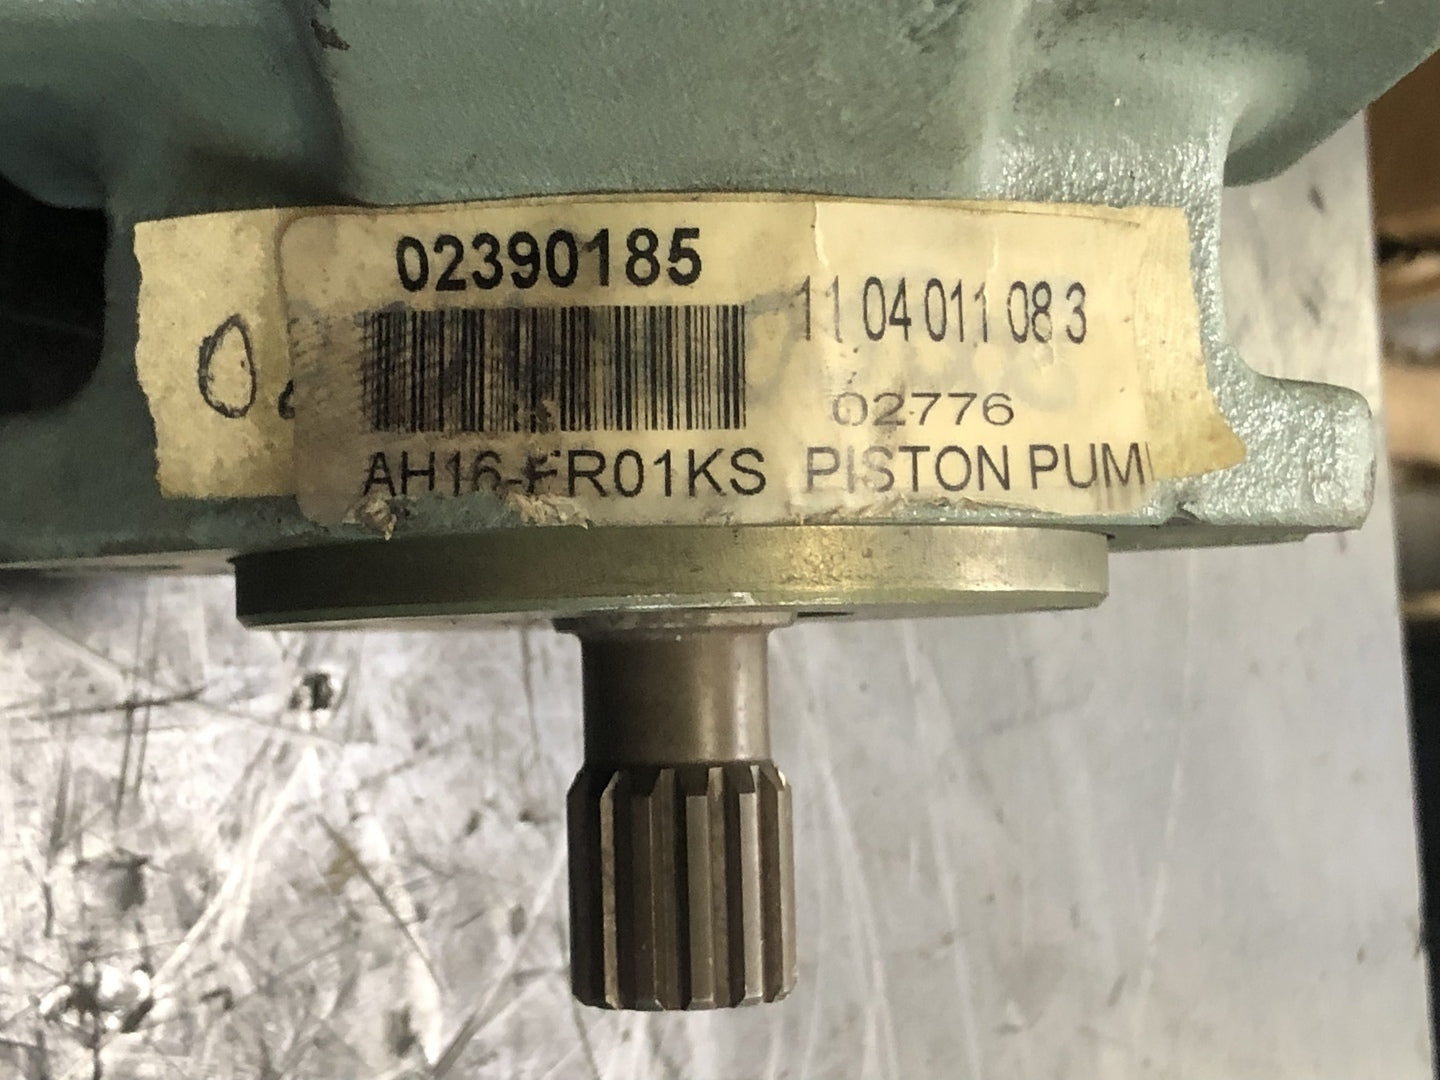 02390185
11 04 011 08 3
02776
AH16-FR01KS PISTON PUM